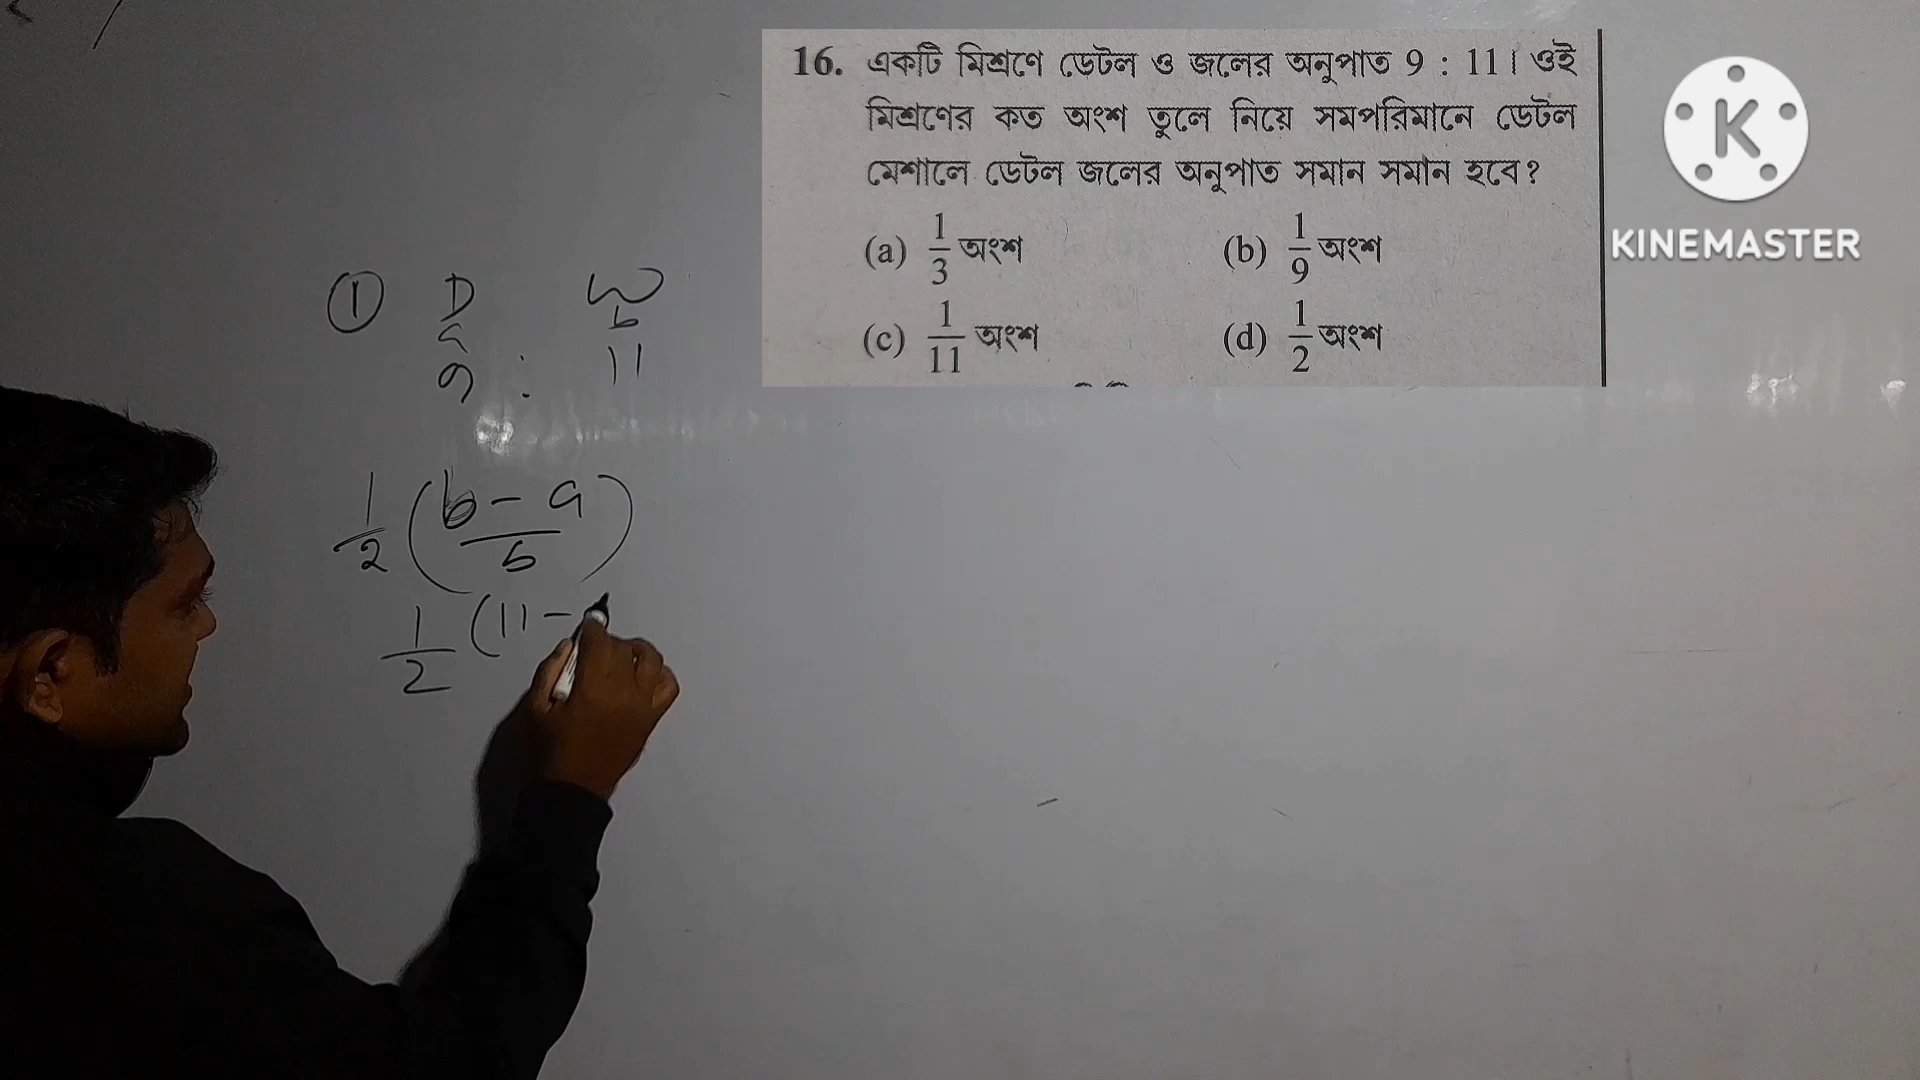 16. একটি মিশ্রণে ডেটল ও জলের অনুপাত 9 : 11। ওই
মিশ্রণের কত অংশ তুলে নিয়ে সমপরিমানে ডেটল
মেশালে ডেটল জলের অনুপাত সমান সমান হবে?
(a) 1/3 অংশ (b) 1/9 অংশ
(c) 1/11 অংশ (d) 1/2 অংশ
KINEMASTER
① D W
a b
9 : 11
1/2 (b - a / b)
1/2 (11 -